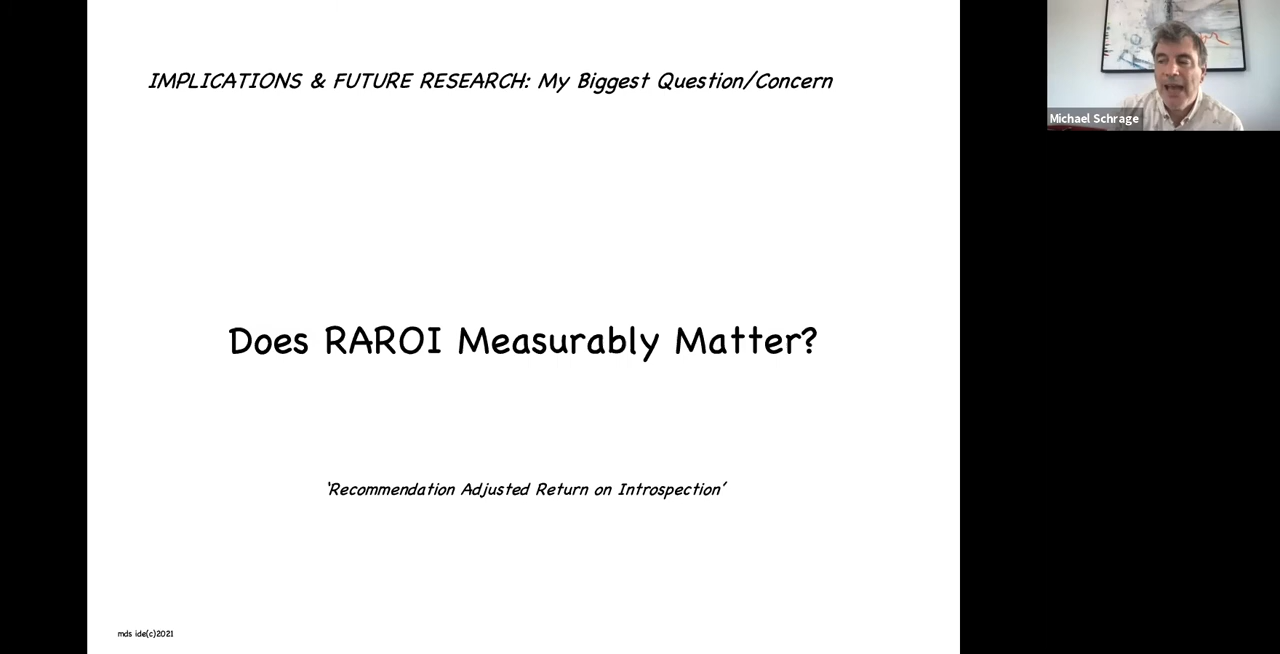 IMPLICATIONS & FUTURE RESEARCH: My Biggest Question/Concern
Michael Schrage
Does RAROI Measurably Matter?
‘Recommendation Adjusted Return on Introspection’
mds ide(c)2021